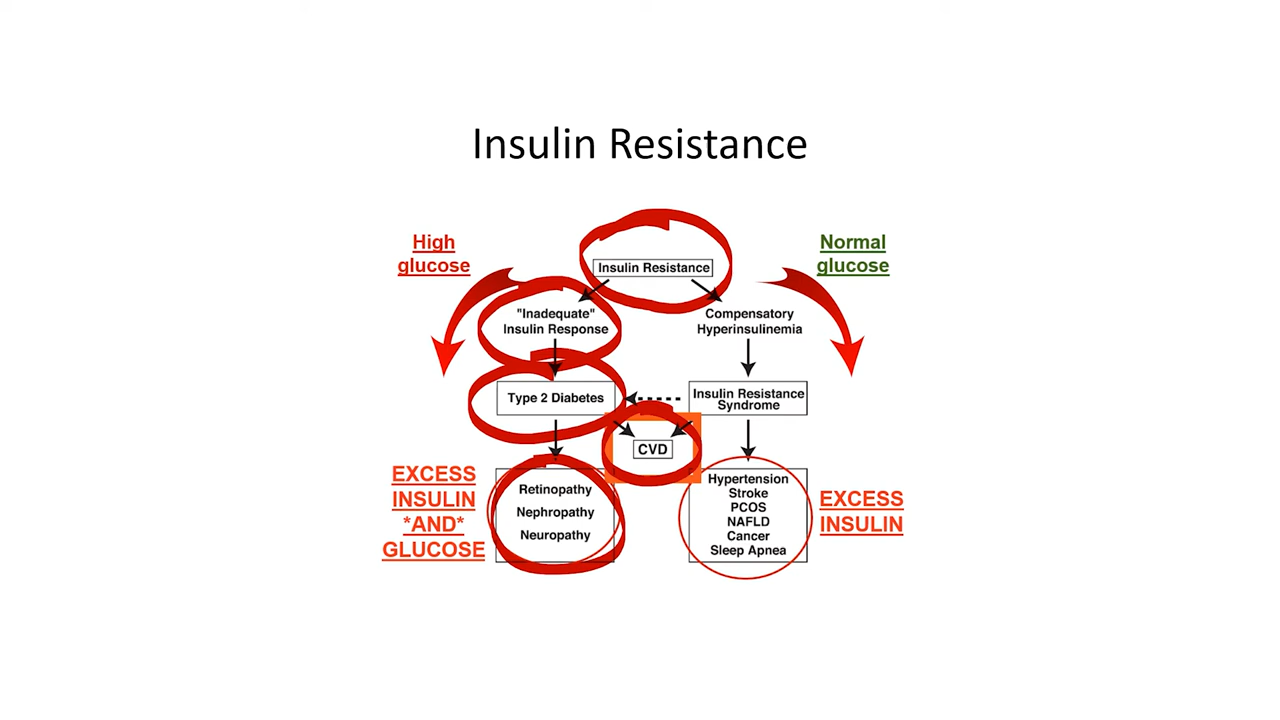 Insulin Resistance
High
glucose
Normal
glucose
Insulin Resistance
"Inadequate"
Insulin Response
Compensatory
Hyperinsulinemia
Type 2 Diabetes
Insulin Resistance
Syndrome
CVD
EXCESS
INSULIN
*AND*
GLUCOSE
Retinopathy
Nephropathy
Neuropathy
Hypertension
Stroke
PCOS
NAFLD
Cancer
Sleep Apnea
EXCESS
INSULIN